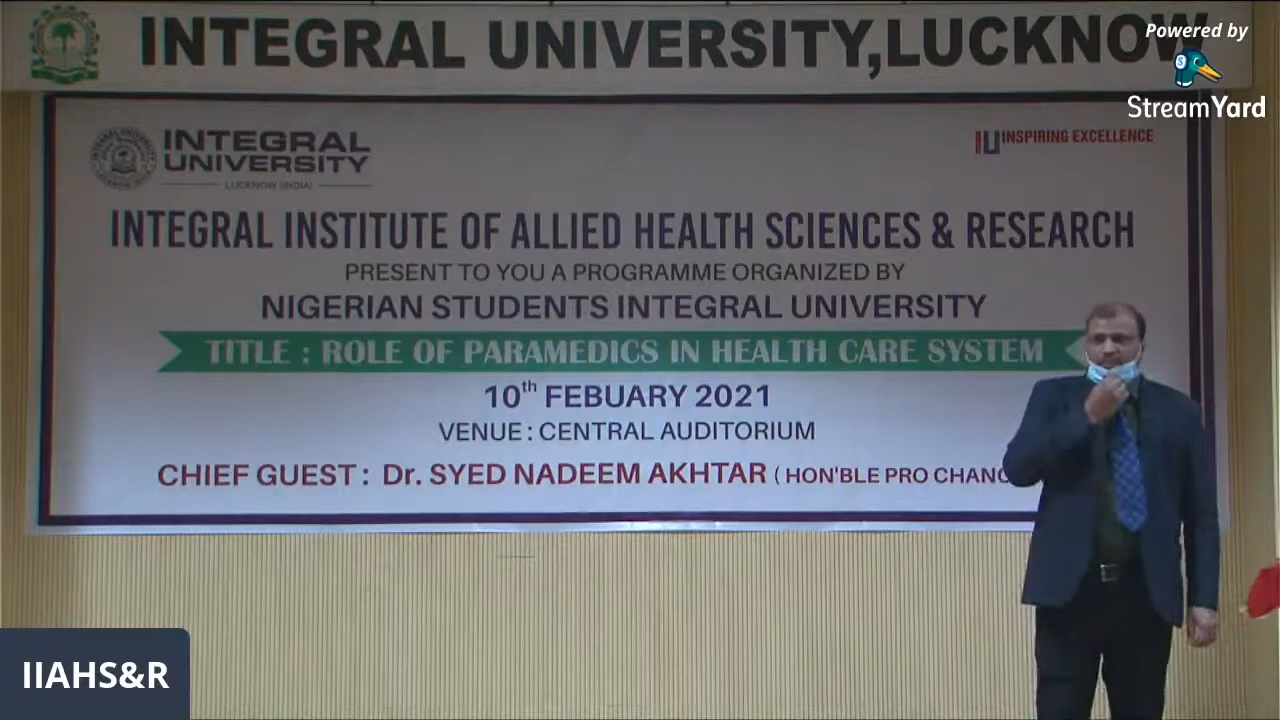 INTEGRAL UNIVERSITY,LUCKNOW
Powered by
StreamYard
INTEGRAL
UNIVERSITY
LUCKNOW (INDIA)
IU INSPIRING EXCELLENCE
INTEGRAL INSTITUTE OF ALLIED HEALTH SCIENCES & RESEARCH
PRESENT TO YOU A PROGRAMME ORGANIZED BY
NIGERIAN STUDENTS INTEGRAL UNIVERSITY
TITLE : ROLE OF PARAMEDICS IN HEALTH CARE SYSTEM
10th FEBUARY 2021
VENUE : CENTRAL AUDITORIUM
CHIEF GUEST : Dr. SYED NADEEM AKHTAR ( HON'BLE PRO CHANC
IIAHS&R